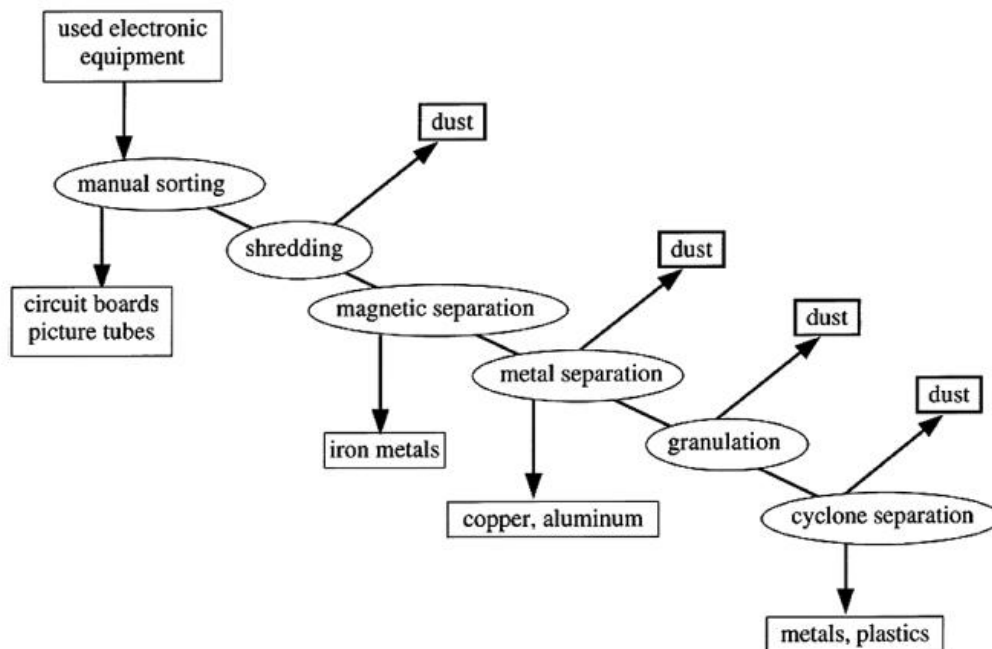 used electronic
equipment
dust
manual sorting
shredding
dust
circuit boards
picture tubes
magnetic separation
dust
metal separation
dust
iron metals
granulation
copper, aluminum
cyclone separation
metals, plastics